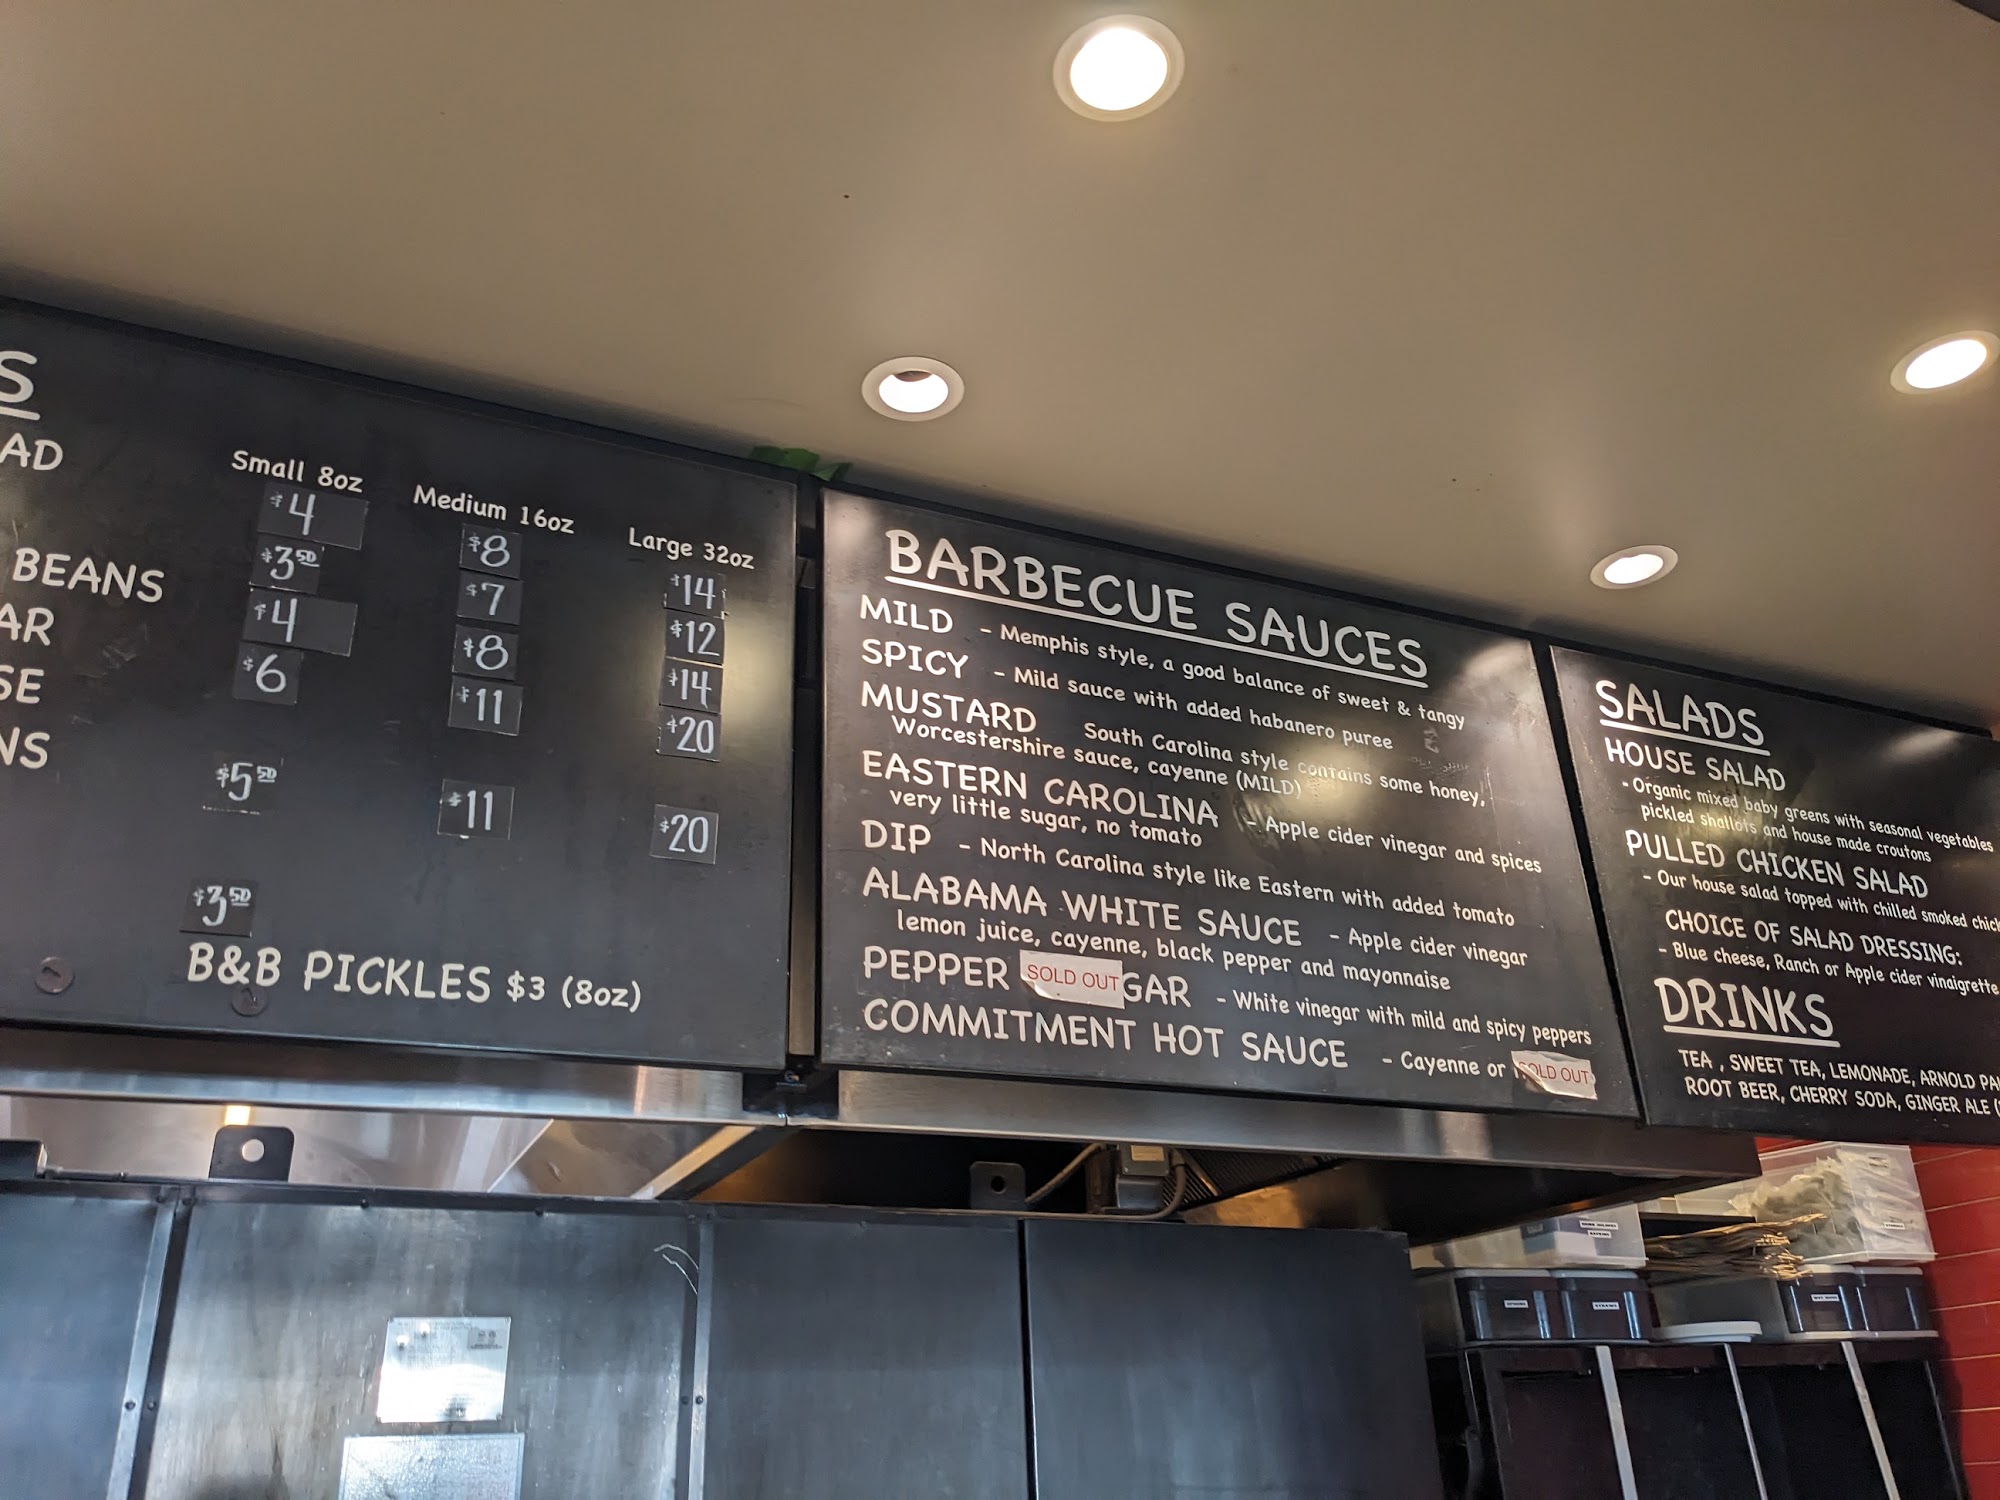 S
AD
BEANS
AR
SE
NS
Small 8oz
Medium 16oz
Large 32oz
$4 $8 $14
$3.50 $7 $12
$4 $8 $14
$6 $11 $20
$5.50 $11 $20
$3.50
B&B PICKLES $3 (8oz)
BARBECUE SAUCES
MILD - Memphis style, a good balance of sweet & tangy
SPICY - Mild sauce with added habanero puree
MUSTARD South Carolina style contains some honey,
Worcestershire sauce, cayenne (MILD)
EASTERN CAROLINA - Apple cider vinegar and spices
very little sugar, no tomato
DIP - North Carolina style like Eastern with added tomato
ALABAMA WHITE SAUCE - Apple cider vinegar
lemon juice, cayenne, black pepper and mayonnaise
PEPPER SOLD OUT GAR - White vinegar with mild and spicy peppers
COMMITMENT HOT SAUCE - Cayenne or SOLD OUT
SALADS
HOUSE SALAD
- Organic mixed baby greens with seasonal vegetables
pickled shallots and house made croutons
PULLED CHICKEN SALAD
- Our house salad topped with chilled smoked chick
CHOICE OF SALAD DRESSING:
- Blue cheese, Ranch or Apple cider vinaigrette
DRINKS
TEA , SWEET TEA, LEMONADE, ARNOLD PA
ROOT BEER, CHERRY SODA, GINGER ALE (